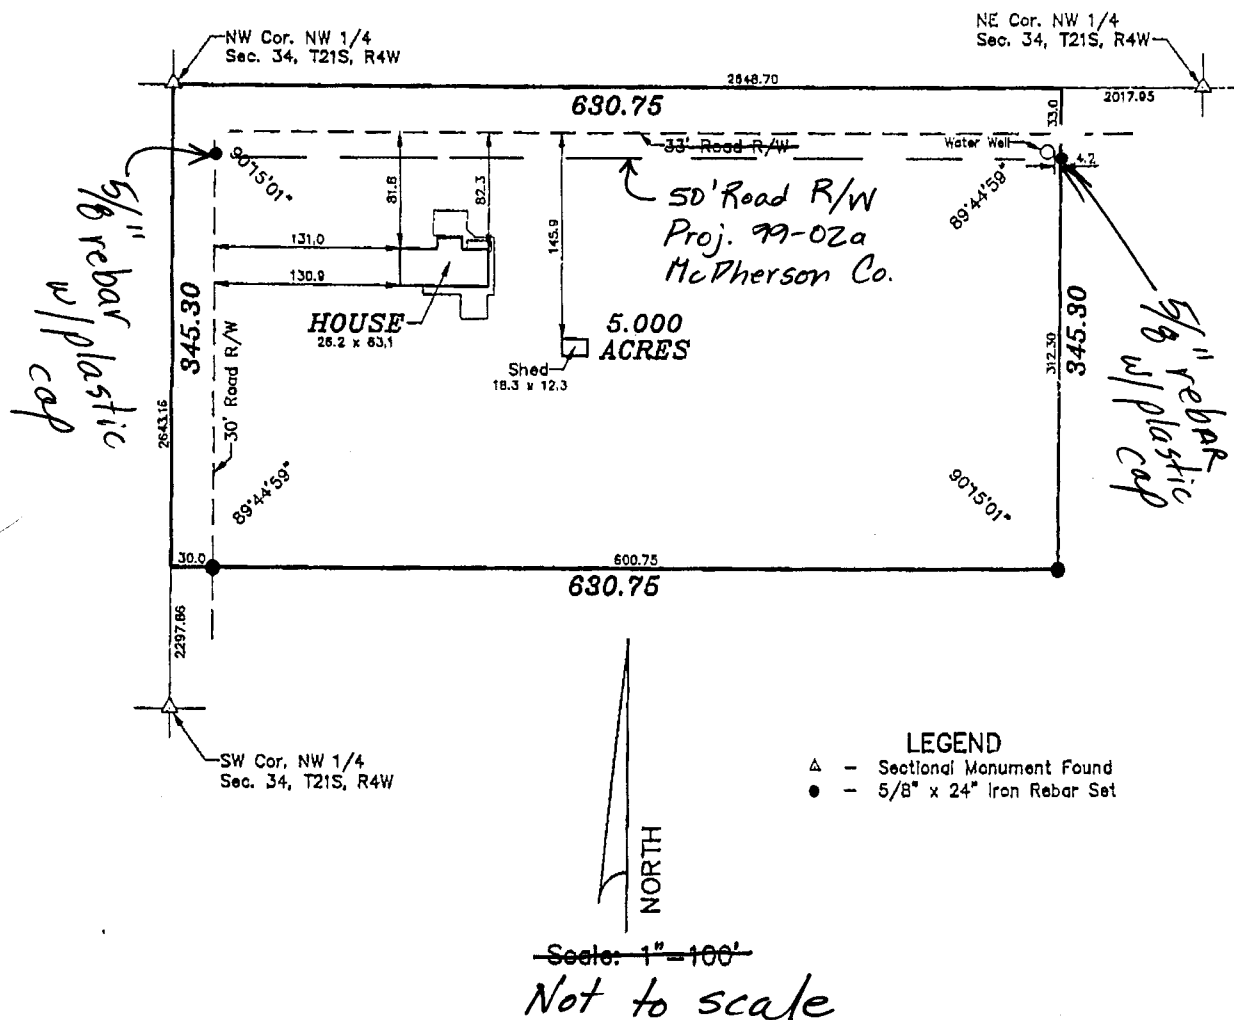 NW Cor. NW 1/4
Sec. 34, T21S, R4W
NE Cor. NW 1/4
Sec. 34, T21S, R4W
2648.70
630.75
2017.95
33.0
33' Road R/W
Water Well
4.2
90°15'01"
89°44'59"
81.8
82.3
145.9
50' Road R/W
Proj. 99-02a
McPherson Co.
5/8" rebar
w/plastic
cap
131.0
130.9
HOUSE
26.2 x 63.1
5.000
ACRES
Shed
18.3 x 12.3
345.30
30' Road R/W
2643.16
312.30
345.30
5/8" rebar
w/plastic
cap
89°44'59"
90°15'01"
30.0
600.75
630.75
2297.86
SW Cor. NW 1/4
Sec. 34, T21S, R4W
LEGEND
△ - Sectional Monument Found
● - 5/8" x 24" Iron Rebar Set
NORTH
Scale: 1"=100'
Not to scale